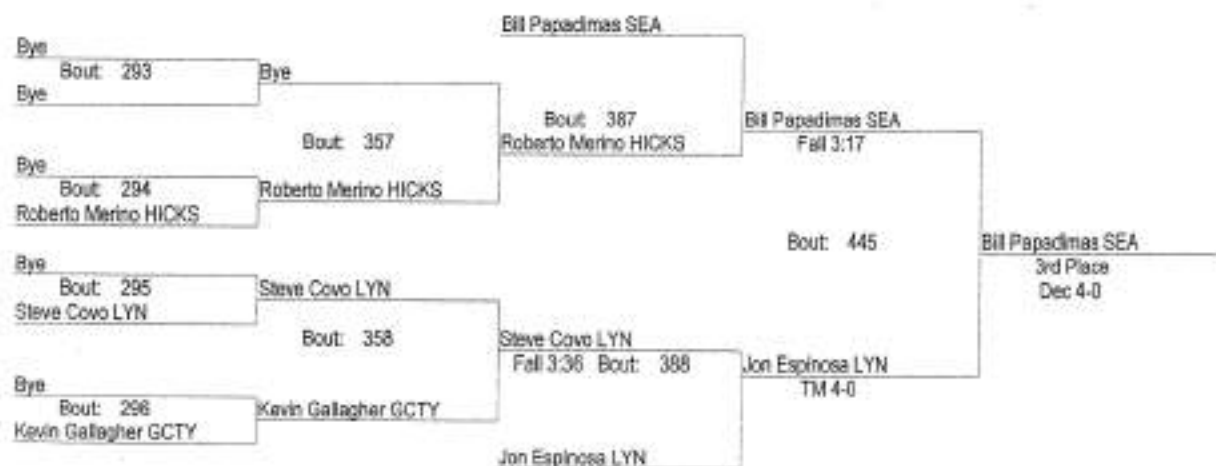 Bill Papadimas SEA
Bye
Bout: 293
Bye
Bye
Bout: 387
Bill Papadimas SEA
Bout: 357
Roberto Merino HICKS
Fall 3:17
Bye
Bout: 294
Roberto Merino HICKS
Roberto Merino HICKS
Bout: 445
Bill Papadimas SEA
3rd Place
Dec 4-0
Bye
Bout: 295
Steve Covo LYN
Steve Covo LYN
Bout: 358
Steve Covo LYN
Fall 3:36 Bout: 388
Jon Espinosa LYN
TM 4-0
Bye
Bout: 296
Kevin Gallagher GCTY
Kevin Gallagher GCTY
Jon Espinosa LYN